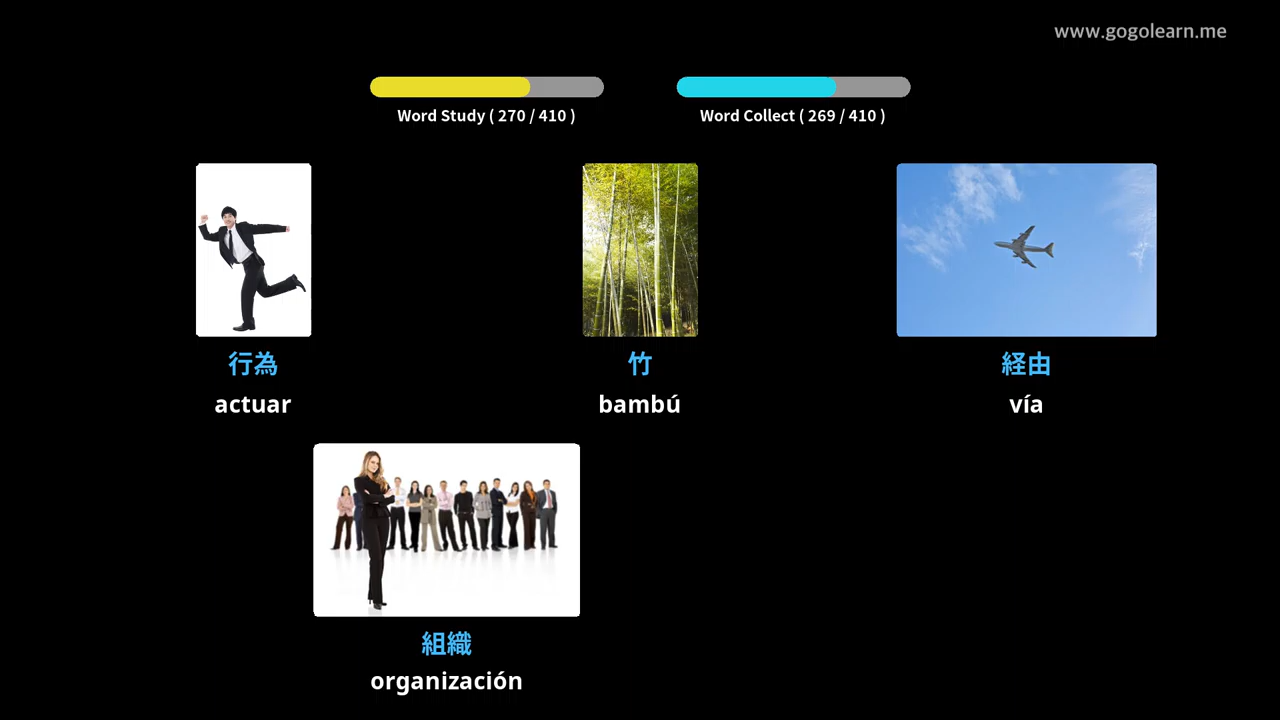 www.gogolearn.me
Word Study ( 270 / 410 )
Word Collect ( 269 / 410 )
行為
actuar
竹
bambú
経由
vía
組織
organización